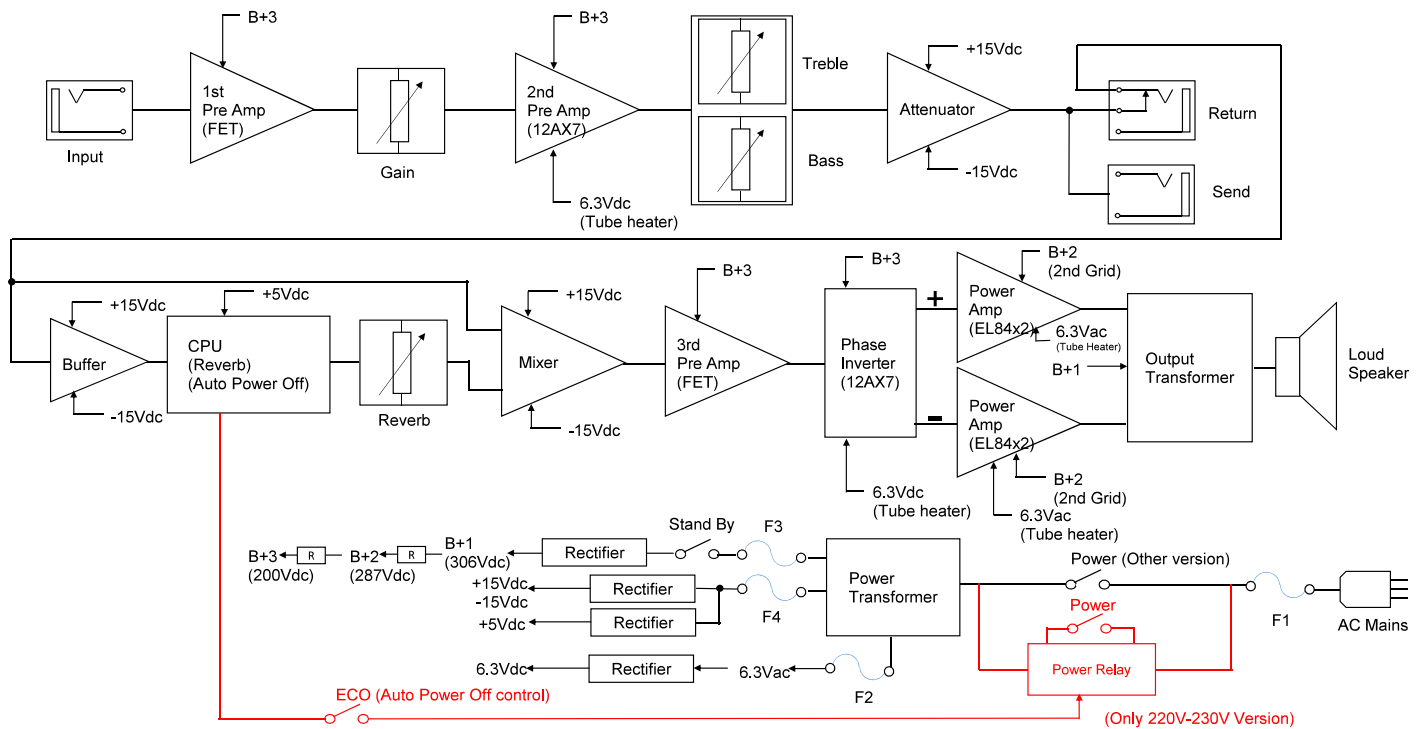 B+3
B+3
+15Vdc
Treble
1st
Pre Amp
(FET)
2nd
Pre Amp
(12AX7)
Attenuator
Return
Input
Gain
Bass
-15Vdc
Send
6.3Vdc
(Tube heater)
B+3
B+3
B+2
(2nd Grid)
+15Vdc
+5Vdc
+15Vdc
Power
Amp
(EL84x2)
6.3Vac
(Tube Heater)
Buffer
CPU
(Reverb)
(Auto Power Off)
Mixer
3rd
Pre Amp
(FET)
Phase
Inverter
(12AX7)
+
B+1
Output
Transformer
Loud
Speaker
-15Vdc
Reverb
-15Vdc
-
Power
Amp
(EL84x2)
B+2
(2nd Grid)
6.3Vdc
(Tube heater)
6.3Vac
(Tube heater)
B+3
(200Vdc)
R
B+2
(287Vdc)
R
B+1
(306Vdc)
Rectifier
Stand By
F3
Power
Transformer
Power (Other version)
F1
AC Mains
+15Vdc
-15Vdc
Rectifier
F4
+5Vdc
Rectifier
Power
Power Relay
6.3Vdc
Rectifier
6.3Vac
F2
ECO (Auto Power Off control)
(Only 220V-230V Version)